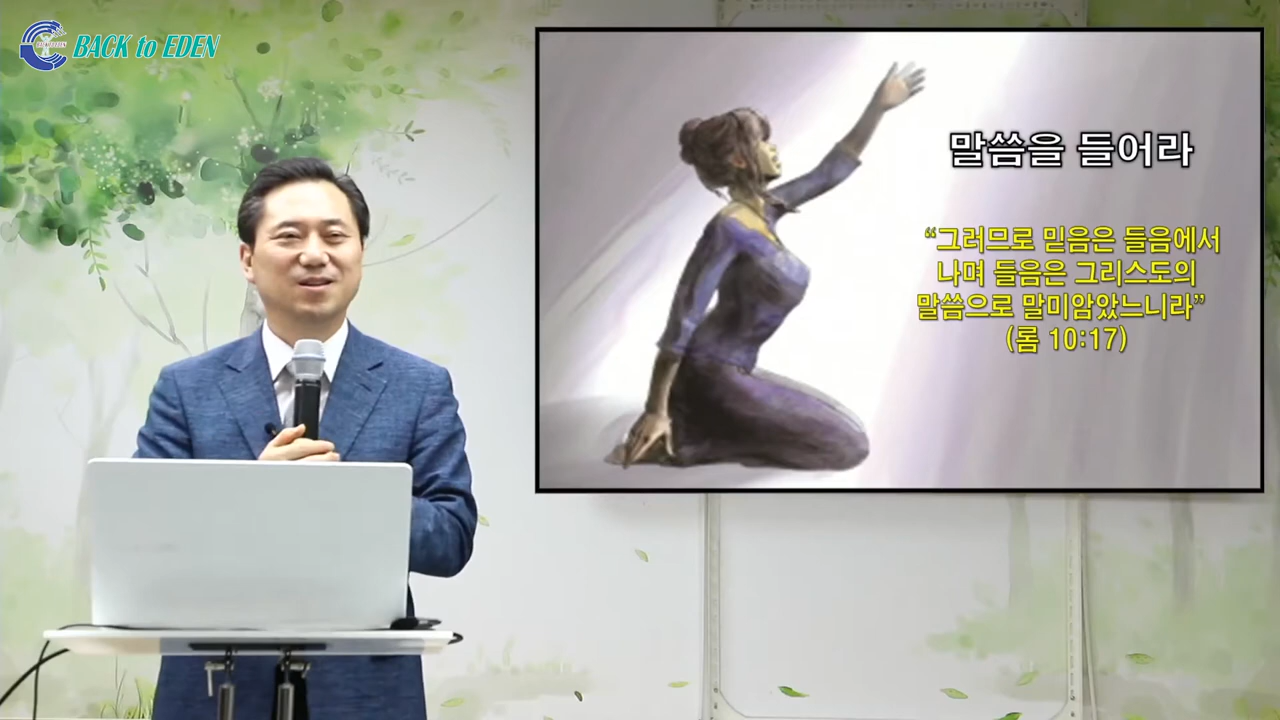 BACK to EDEN
말씀을 들어라
“그러므로 믿음은 들음에서
나며 들음은 그리스도의
말씀으로 말미암았느니라”
(롬 10:17)